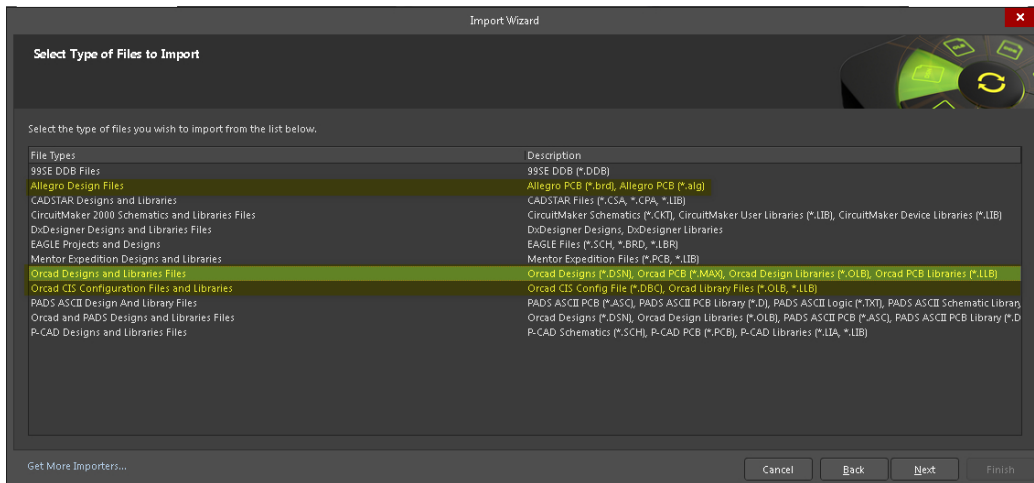 Import Wizard
Select Type of Files to Import
Select the type of files you wish to import from the list below.
File Types Description
99SE DDB Files 99SE DDB (*.DDB)
Allegro Design Files Allegro PCB (*.brd), Allegro PCB (*.alg)
CADSTAR Designs and Libraries CADSTAR Files (*.CSA, *.CPA, *.LIB)
CircuitMaker 2000 Schematics and Libraries Files CircuitMaker Schematics (*.CKT), CircuitMaker User Libraries (*.LIB), CircuitMaker Device Libraries (*.LIB)
DxDesigner Designs and Libraries Files DxDesigner Designs, DxDesigner Libraries
EAGLE Projects and Designs EAGLE Files (*.SCH, *.BRD, *.LBR)
Mentor Expedition Designs and Libraries Mentor Expedition Files (*.PCB, *.LIB)
Orcad Designs and Libraries Files Orcad Designs (*.DSN), Orcad PCB (*.MAX), Orcad Design Libraries (*.OLB), Orcad PCB Libraries (*.LLB)
Orcad CIS Configuration Files and Libraries Orcad CIS Config File (*.DBC), Orcad Library Files (*.OLB, *.LLB)
PADS ASCII Design And Library Files PADS ASCII PCB (*.ASC), PADS ASCII PCB Library (*.D), PADS ASCII Logic (*.TXT), PADS ASCII Schematic Library
Orcad and PADS Designs and Libraries Files Orcad Designs (*.DSN), Orcad Design Libraries (*.OLB), PADS ASCII PCB (*.ASC), PADS ASCII PCB Library (*.D
P-CAD Designs and Libraries Files P-CAD Schematics (*.SCH), P-CAD PCB (*.PCB), P-CAD Libraries (*.LIA, *.LIB)
Get More Importers...
Cancel Back Next Finish